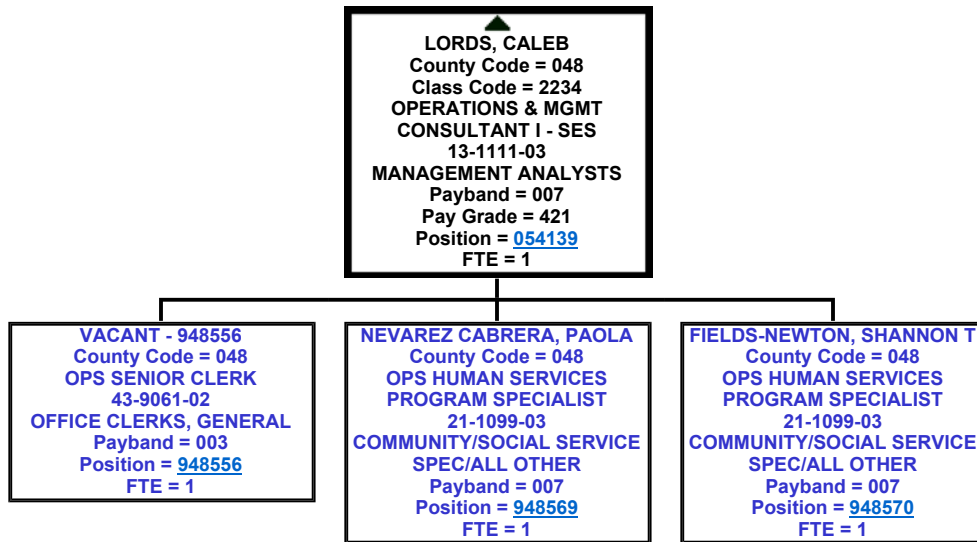 LORDS, CALEB
County Code = 048
Class Code = 2234
OPERATIONS & MGMT
CONSULTANT I - SES
13-1111-03
MANAGEMENT ANALYSTS
Payband = 007
Pay Grade = 421
Position = 054139
FTE = 1
VACANT - 948556
County Code = 048
OPS SENIOR CLERK
43-9061-02
OFFICE CLERKS, GENERAL
Payband = 003
Position = 948556
FTE = 1
NEVAREZ CABRERA, PAOLA
County Code = 048
OPS HUMAN SERVICES
PROGRAM SPECIALIST
21-1099-03
COMMUNITY/SOCIAL SERVICE
SPEC/ALL OTHER
Payband = 007
Position = 948569
FTE = 1
FIELDS-NEWTON, SHANNON T
County Code = 048
OPS HUMAN SERVICES
PROGRAM SPECIALIST
21-1099-03
COMMUNITY/SOCIAL SERVICE
SPEC/ALL OTHER
Payband = 007
Position = 948570
FTE = 1